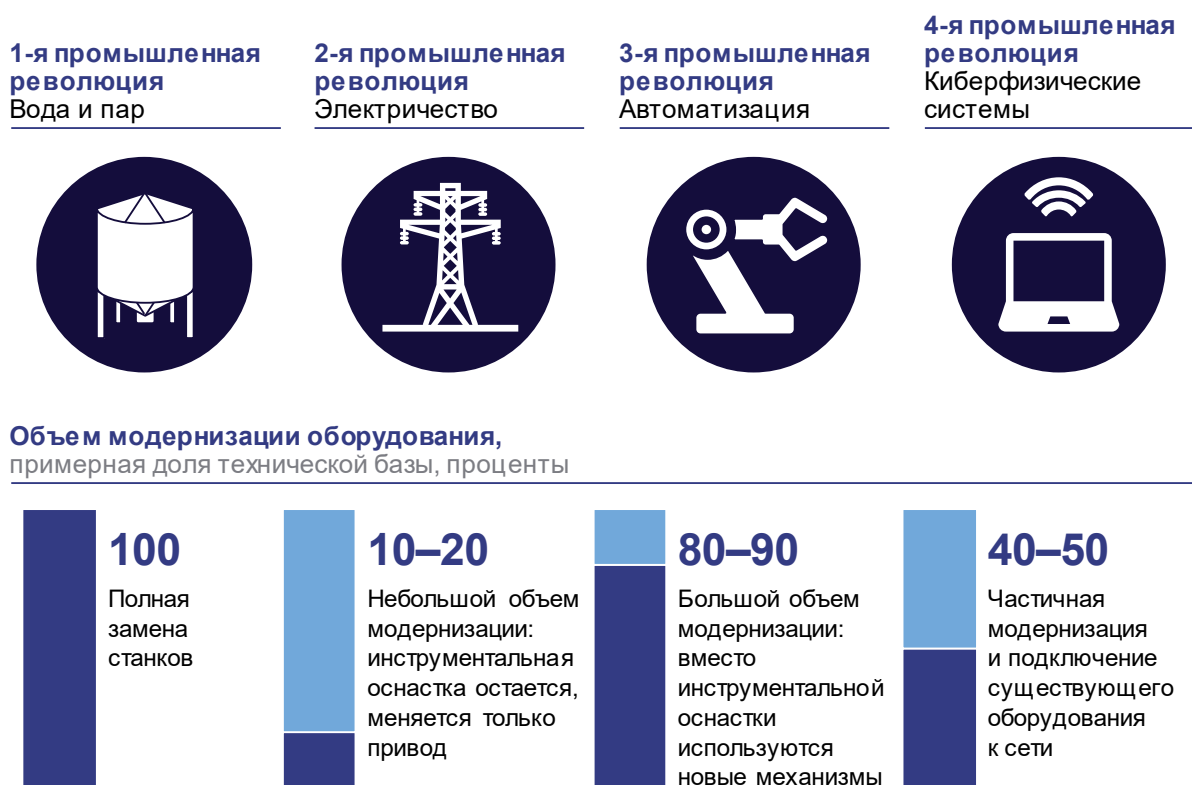 1-я промышленная
революция
Вода и пар
2-я промышленная
революция
Электричество
3-я промышленная
революция
Автоматизация
4-я промышленная
революция
Киберфизические
системы
Объем модернизации оборудования,
примерная доля технической базы, проценты
100
Полная
замена
станков
10–20
Небольшой объем
модернизации:
инструментальная
оснастка остается,
меняется только
привод
80–90
Большой объем
модернизации:
вместо
инструментальной
оснастки
используются
новые механизмы
40–50
Частичная
модернизация
и подключение
существующего
оборудования
к сети